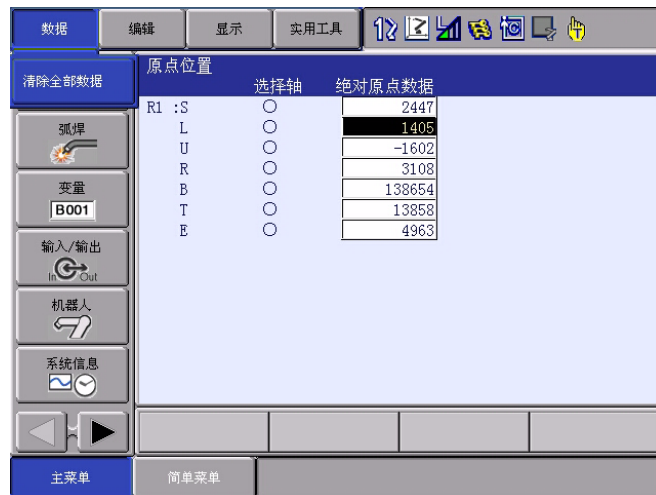 数据 编辑 显示 实用工具
清除全部数据
原点位置
选择轴 绝对原点数据
R1 :S ○ 2447
L ○ 1405
U ○ -1602
R ○ 3108
B ○ 138654
T ○ 13858
E ○ 4963
弧焊
变量
B001
输入/输出
In Out
机器人
系统信息
主菜单 简单菜单